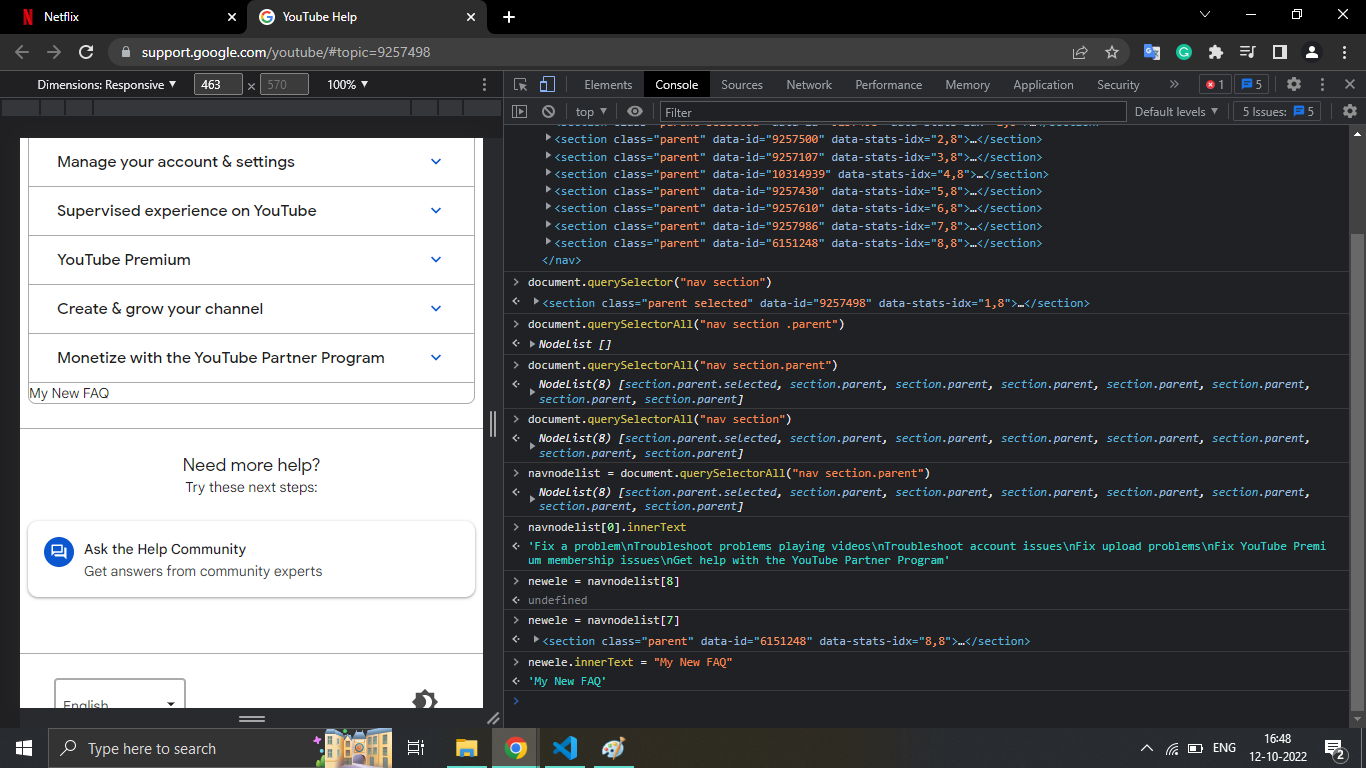 Netflix
YouTube Help
support.google.com/youtube/#topic=9257498
Dimensions: Responsive ▼ 463 × 570 100% ▼
Manage your account & settings
Supervised experience on YouTube
YouTube Premium
Create & grow your channel
Monetize with the YouTube Partner Program
My New FAQ
Need more help?
Try these next steps:
Ask the Help Community
Get answers from community experts
English
Elements Console Sources Network Performance Memory Application Security » 1 5
top ▼ Filter Default levels ▼ 5 Issues: 5
<section class="parent" data-id="9257500" data-stats-idx="2,8">…</section>
<section class="parent" data-id="9257107" data-stats-idx="3,8">…</section>
<section class="parent" data-id="10314939" data-stats-idx="4,8">…</section>
<section class="parent" data-id="9257430" data-stats-idx="5,8">…</section>
<section class="parent" data-id="9257610" data-stats-idx="6,8">…</section>
<section class="parent" data-id="9257986" data-stats-idx="7,8">…</section>
<section class="parent" data-id="6151248" data-stats-idx="8,8">…</section>
</nav>
document.querySelector("nav section")
<section class="parent selected" data-id="9257498" data-stats-idx="1,8">…</section>
document.querySelectorAll("nav section .parent")
NodeList []
document.querySelectorAll("nav section.parent")
NodeList(8) [section.parent.selected, section.parent, section.parent, section.parent, section.parent, section.parent,
section.parent, section.parent]
document.querySelectorAll("nav section")
NodeList(8) [section.parent.selected, section.parent, section.parent, section.parent, section.parent, section.parent,
section.parent, section.parent]
navnodelist = document.querySelectorAll("nav section.parent")
NodeList(8) [section.parent.selected, section.parent, section.parent, section.parent, section.parent, section.parent,
section.parent, section.parent]
navnodelist[0].innerText
'Fix a problem\nTroubleshoot problems playing videos\nTroubleshoot account issues\nFix upload problems\nFix YouTube Premi
um membership issues\nGet help with the YouTube Partner Program'
newele = navnodelist[8]
undefined
newele = navnodelist[7]
<section class="parent" data-id="6151248" data-stats-idx="8,8">…</section>
newele.innerText = "My New FAQ"
'My New FAQ'
Type here to search
ENG
16:48
12-10-2022
2